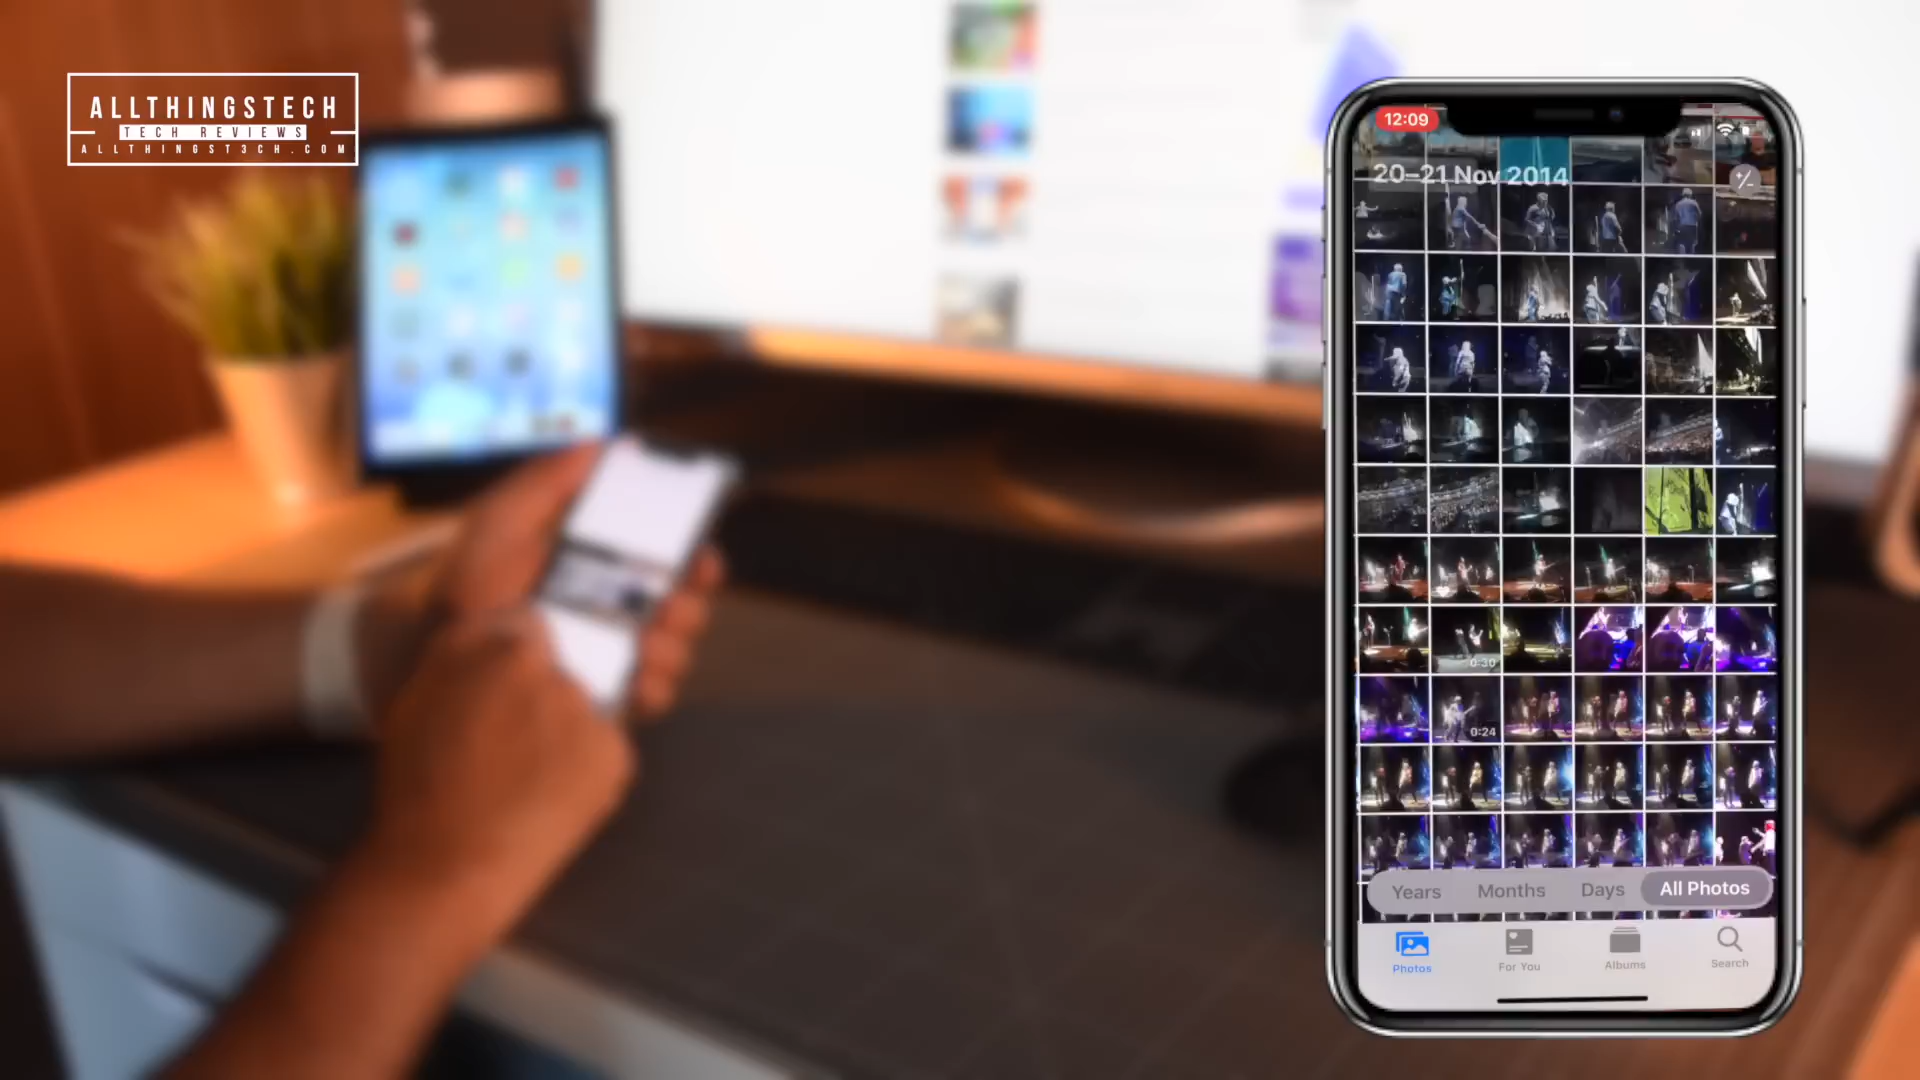 ALLTHINGSTECH
TECH REVIEWS
ALLTHINGST3CH.COM
12:09
20–21 Nov 2014
0:30
0:24
Years Months Days All Photos
Photos For You Albums Search